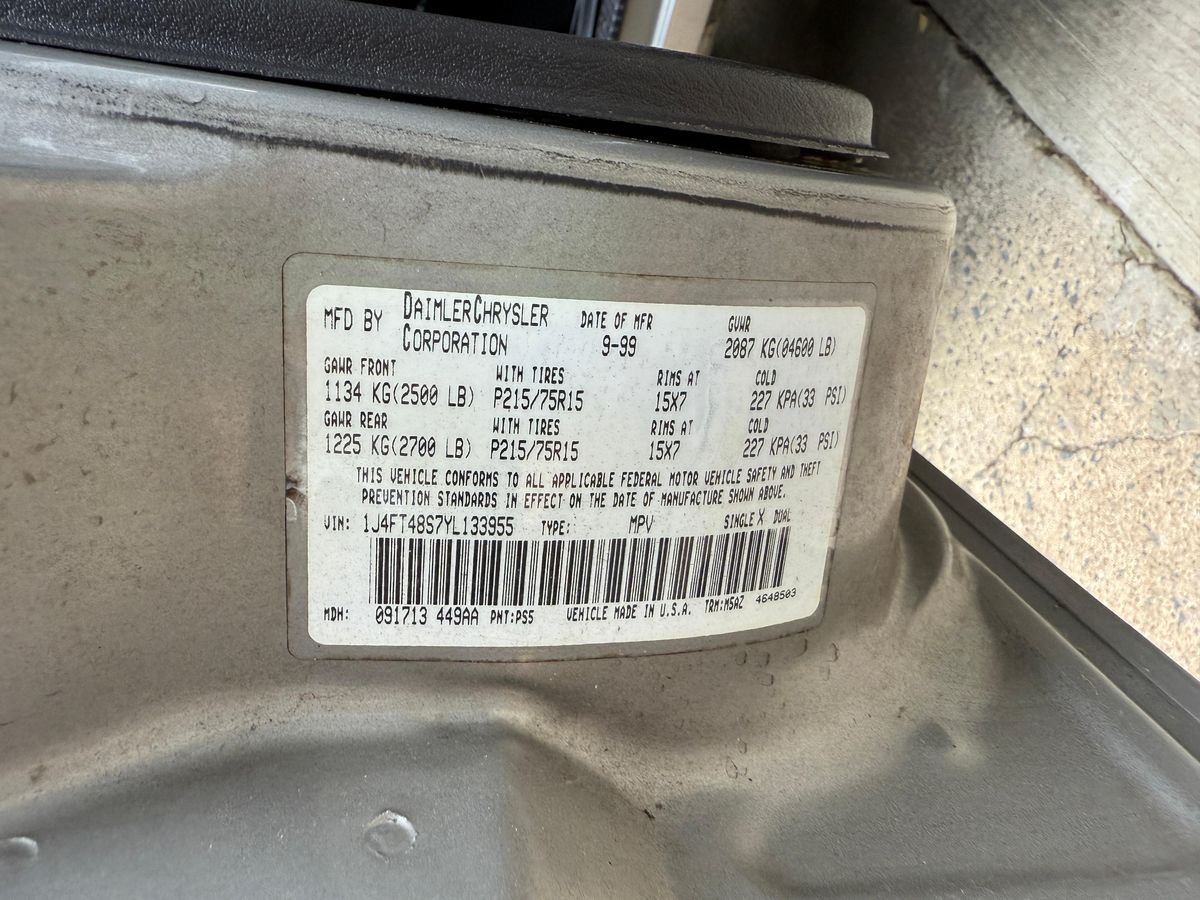 MFD BY DAIMLERCHRYSLER CORPORATION DATE OF MFR 9-99 GVWR 2087 KG(04600 LB)
GAWR FRONT WITH TIRES RIMS AT COLD
1134 KG(2500 LB) P215/75R15 15X7 227 KPA(33 PSI)
GAWR REAR WITH TIRES RIMS AT COLD
1225 KG(2700 LB) P215/75R15 15X7 227 KPA(33 PSI)
THIS VEHICLE CONFORMS TO ALL APPLICABLE FEDERAL MOTOR VEHICLE SAFETY AND THEFT
PREVENTION STANDARDS IN EFFECT ON THE DATE OF MANUFACTURE SHOWN ABOVE.
VIN: 1J4FT48S7YL133955 TYPE: MPV SINGLE X DUAL
MDH: 091713 449AA PNT:PS5 VEHICLE MADE IN U.S.A. TRM:M5AZ 4648503